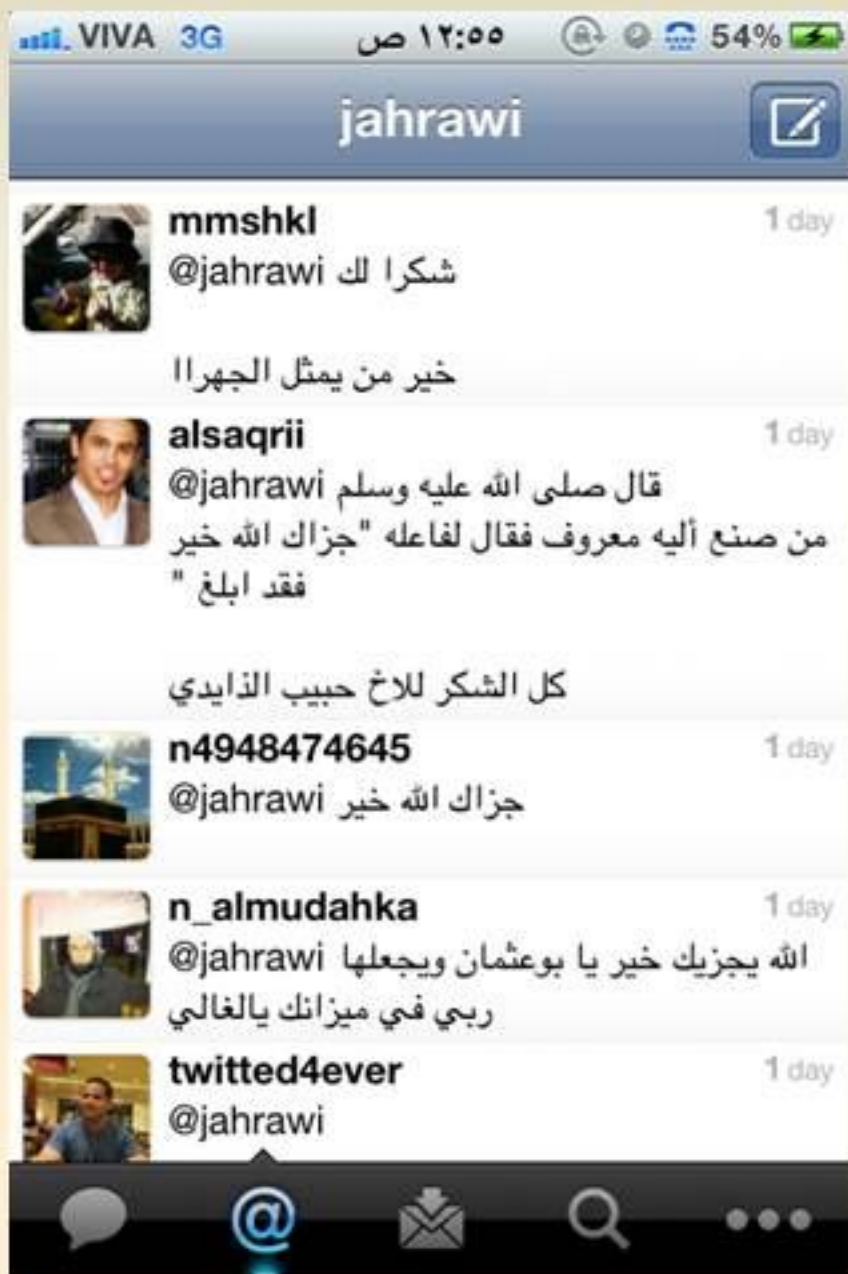 VIVA 3G ١٢:٥٥ ص 54%
jahrawi
mmshkl 1 day
@jahrawi شكرا لك
خير من يمثل الجهراا
alsaqrii 1 day
@jahrawi قال صلى الله عليه وسلم
من صنع أليه معروف فقال لفاعله "جزاك الله خير
فقد ابلغ "
كل الشكر للاخ حبيب الذايدي
n4948474645 1 day
@jahrawi جزاك الله خير
n_almudahka 1 day
@jahrawi الله يجزيك خير يا بوعثمان ويجعلها
ربي في ميزانك يالغالي
twitted4ever 1 day
@jahrawi